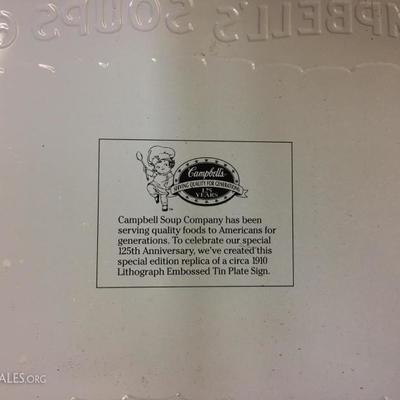 MPBELL'S SOUPS
Campbell's
SERVING QUALITY FOR GENERATIONS
125
YEARS
Campbell Soup Company has been
serving quality foods to Americans for
generations. To celebrate our special
125th Anniversary, we've created this
special edition replica of a circa 1910
Lithograph Embossed Tin Plate Sign.
ALES.ORG